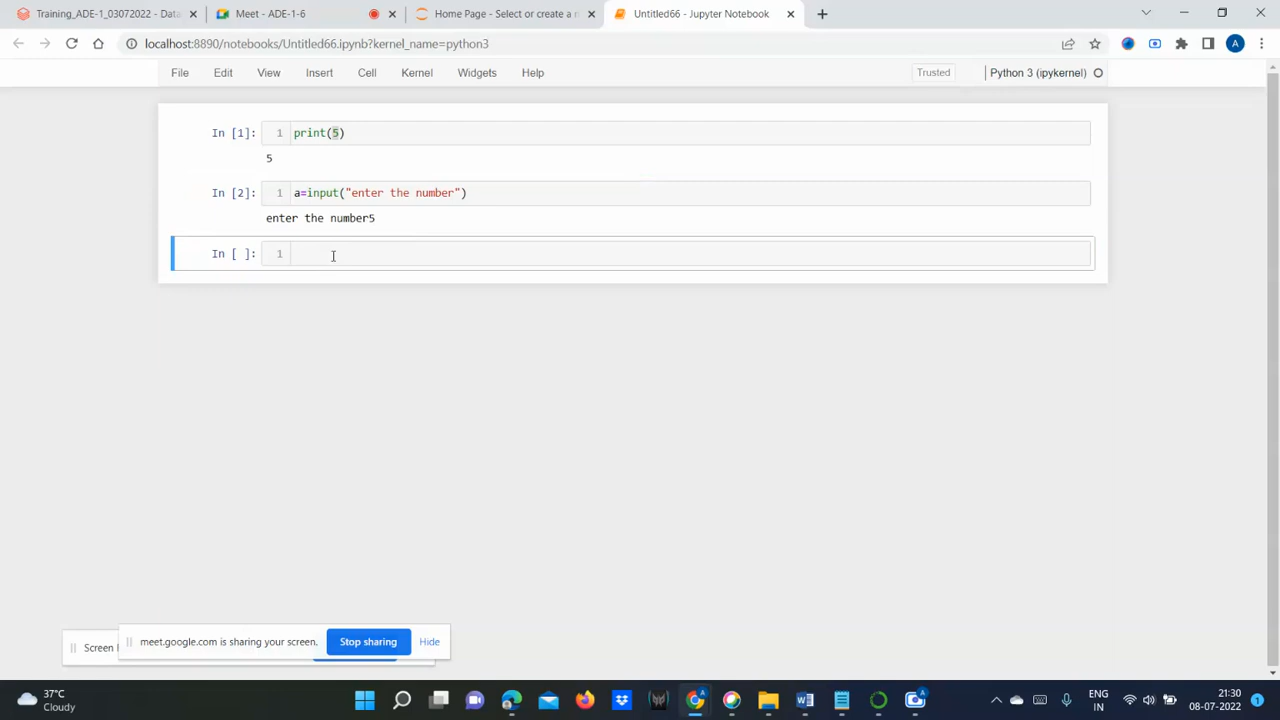 Training_ADE-1_03072022 - Data
Meet - ADE-1-6
Home Page - Select or create a n
Untitled66 - Jupyter Notebook
localhost:8890/notebooks/Untitled66.ipynb?kernel_name=python3
File Edit View Insert Cell Kernel Widgets Help
Trusted
Python 3 (ipykernel)
In [1]: 1 print(5)
5
In [2]: 1 a=input("enter the number")
enter the number5
In [ ]: 1
Screen
meet.google.com is sharing your screen.
Stop sharing
Hide
37°C
Cloudy
ENG
IN
21:30
08-07-2022
1